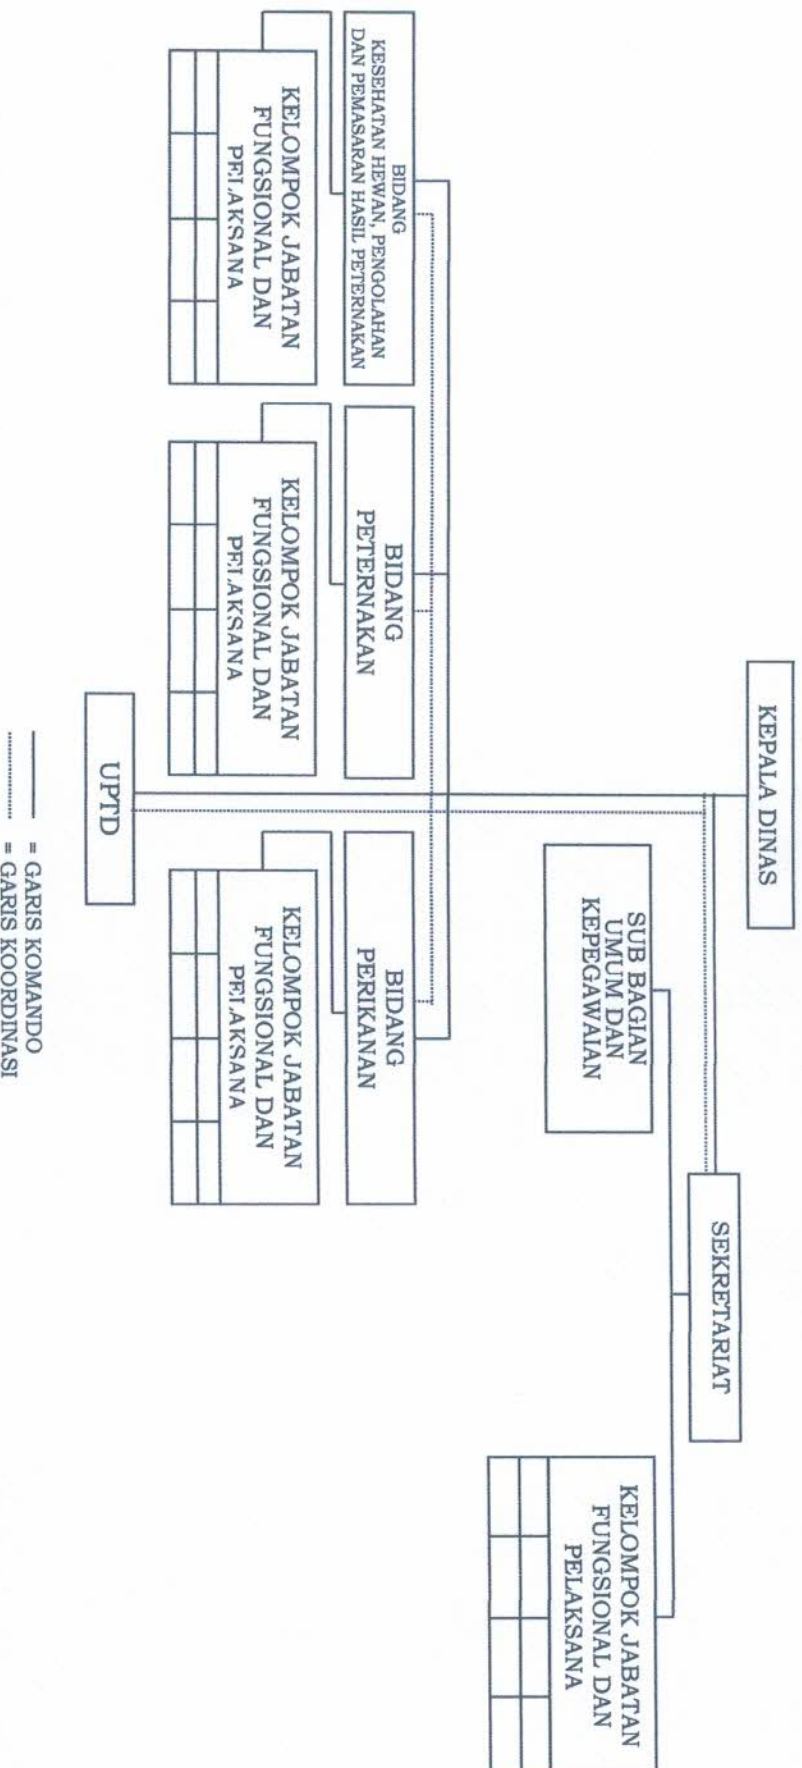 KEPALA DINAS
SEKRETARIAT
SUB BAGIAN
UMUM DAN
KEPEGAWAIAN
KELOMPOK JABATAN
FUNGSIONAL DAN
PELAKSANA
BIDANG
KESEHATAN HEWAN, PENGOLAHAN
DAN PEMASARAN HASIL PETERNAKAN
BIDANG
PETERNAKAN
BIDANG
PERIKANAN
KELOMPOK JABATAN
FUNGSIONAL DAN
PELAKSANA
KELOMPOK JABATAN
FUNGSIONAL DAN
PELAKSANA
KELOMPOK JABATAN
FUNGSIONAL DAN
PELAKSANA
UPTD
= GARIS KOMANDO
= GARIS KOORDINASI